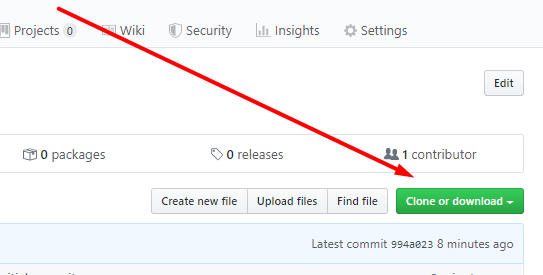 Projects 0 Wiki Security Insights Settings
Edit
0 packages 0 releases 1 contributor
Create new file Upload files Find file Clone or download
Latest commit 994a023 8 minutes ago